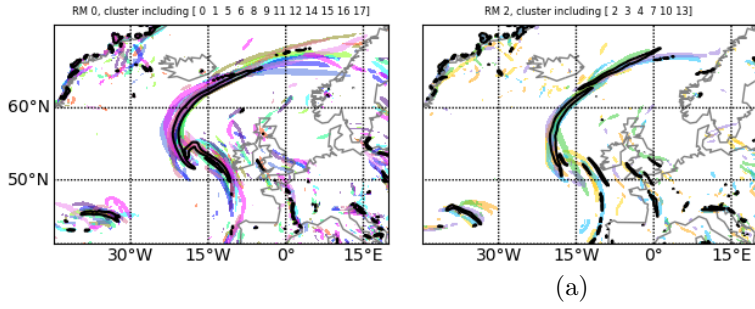 RM 0, cluster including [ 0 1 5 6 8 9 11 12 14 15 16 17]
RM 2, cluster including [ 2 3 4 7 10 13]
60°N
50°N
30°W 15°W 0° 15°E
30°W 15°W 0° 15°E
(a)